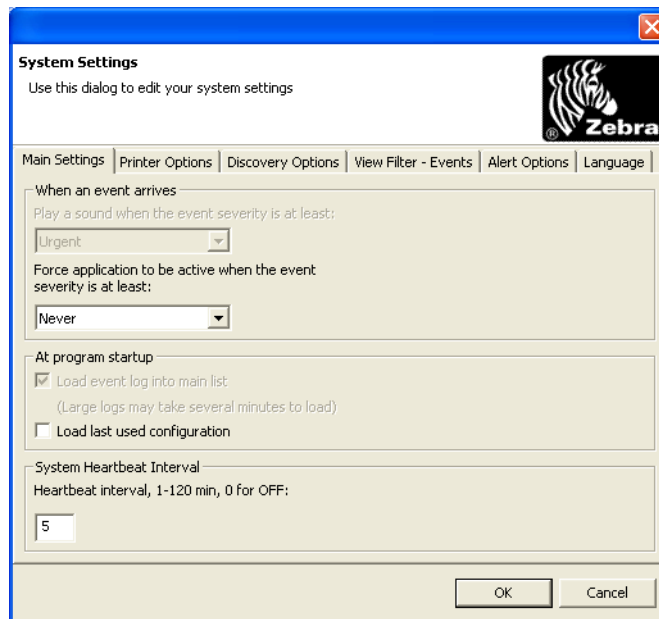 System Settings
Use this dialog to edit your system settings
® Zebra
Main Settings Printer Options Discovery Options View Filter - Events Alert Options Language
When an event arrives
Play a sound when the event severity is at least:
Urgent
Force application to be active when the event
severity is at least:
Never
At program startup
Load event log into main list
(Large logs may take several minutes to load)
Load last used configuration
System Heartbeat Interval
Heartbeat interval, 1-120 min, 0 for OFF:
5
OK Cancel